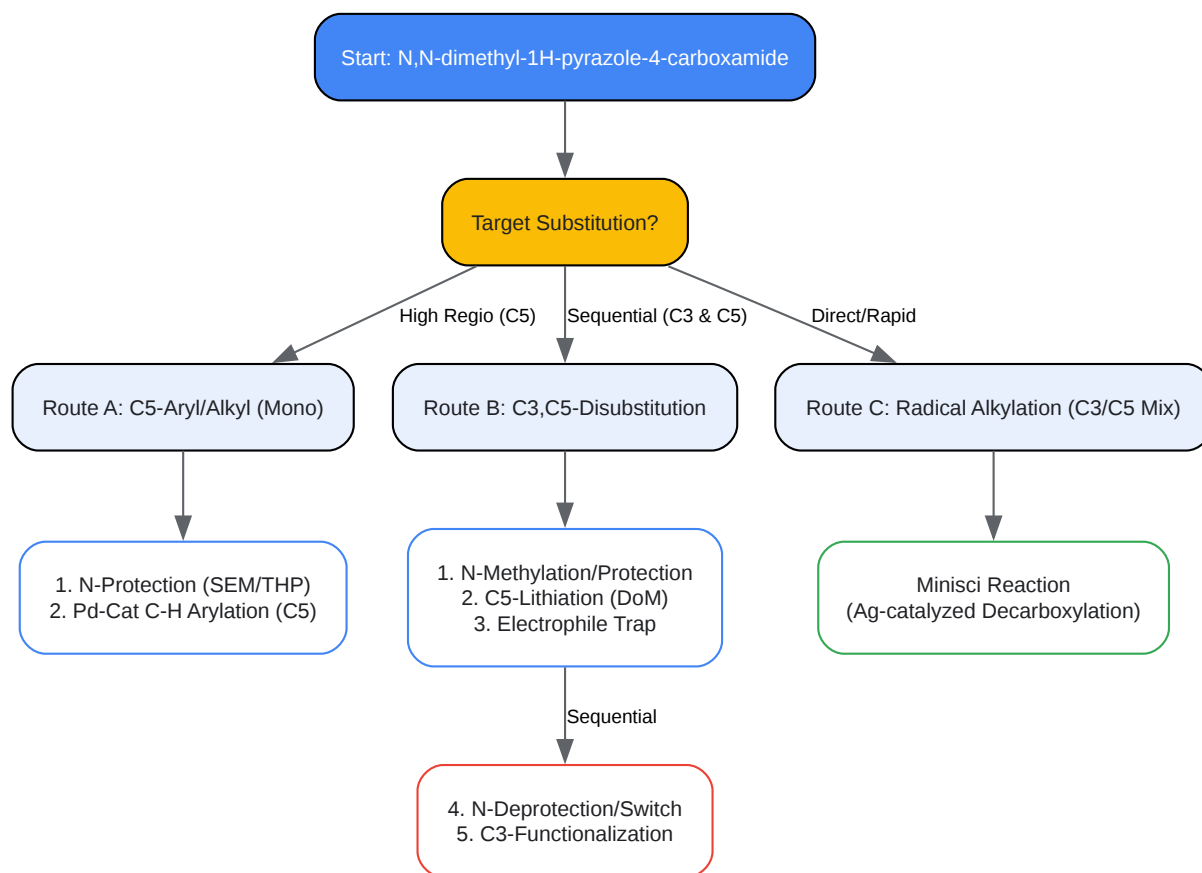 Start: N,N-dimethyl-1H-pyrazole-4-carboxamide
Target Substitution?
High Regio (C5)
Sequential (C3 & C5)
Direct/Rapid
Route A: C5-Aryl/Alkyl (Mono)
Route B: C3,C5-Disubstitution
Route C: Radical Alkylation (C3/C5 Mix)
1. N-Protection (SEM/THP)
2. Pd-Cat C-H Arylation (C5)
1. N-Methylation/Protection
2. C5-Lithiation (DoM)
3. Electrophile Trap
Minisci Reaction
(Ag-catalyzed Decarboxylation)
Sequential
4. N-Deprotection/Switch
5. C3-Functionalization